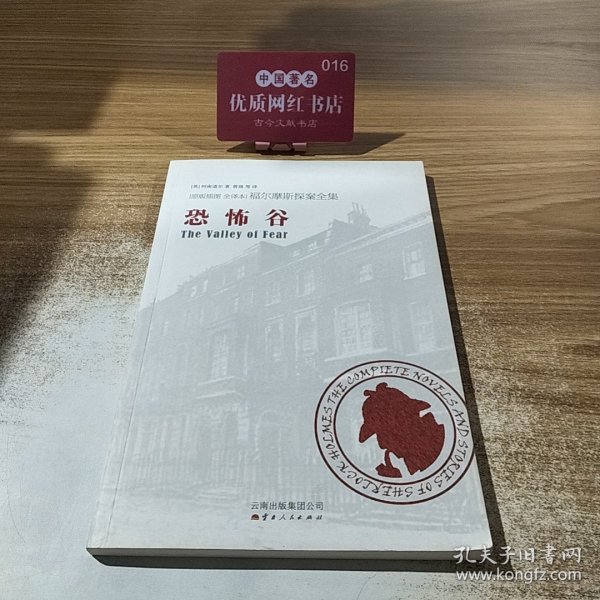 016
中国著名
优质网红书店
古今文献书店
[英]柯南道尔 著 等 译
[原版插图 全译本] 福尔摩斯探案全集
恐怖谷
The Valley of Fear
THE COMPLETE NOVELS AND STORIES OF SHERLOCK HOLMES
云南出版集团公司
云南人民出版社
孔夫子旧书网
www.kongfz.com